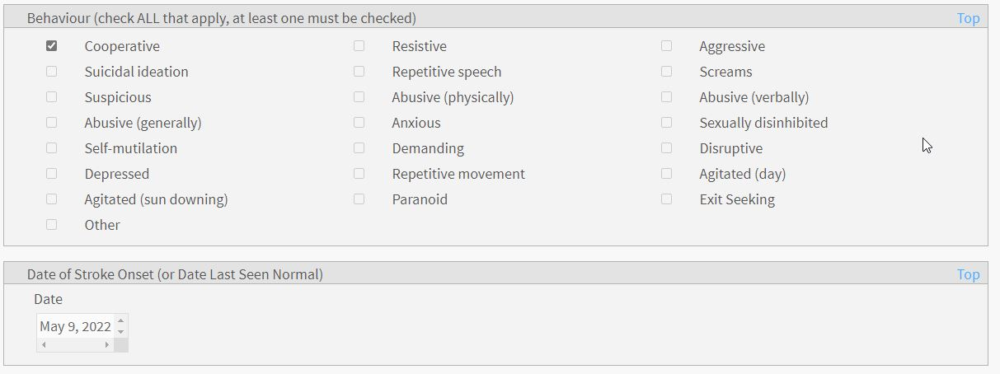 Behaviour (check ALL that apply, at least one must be checked) Top
Cooperative Resistive Aggressive
Suicidal ideation Repetitive speech Screams
Suspicious Abusive (physically) Abusive (verbally)
Abusive (generally) Anxious Sexually disinhibited
Self-mutilation Demanding Disruptive
Depressed Repetitive movement Agitated (day)
Agitated (sun downing) Paranoid Exit Seeking
Other
Date of Stroke Onset (or Date Last Seen Normal) Top
Date
May 9, 2022